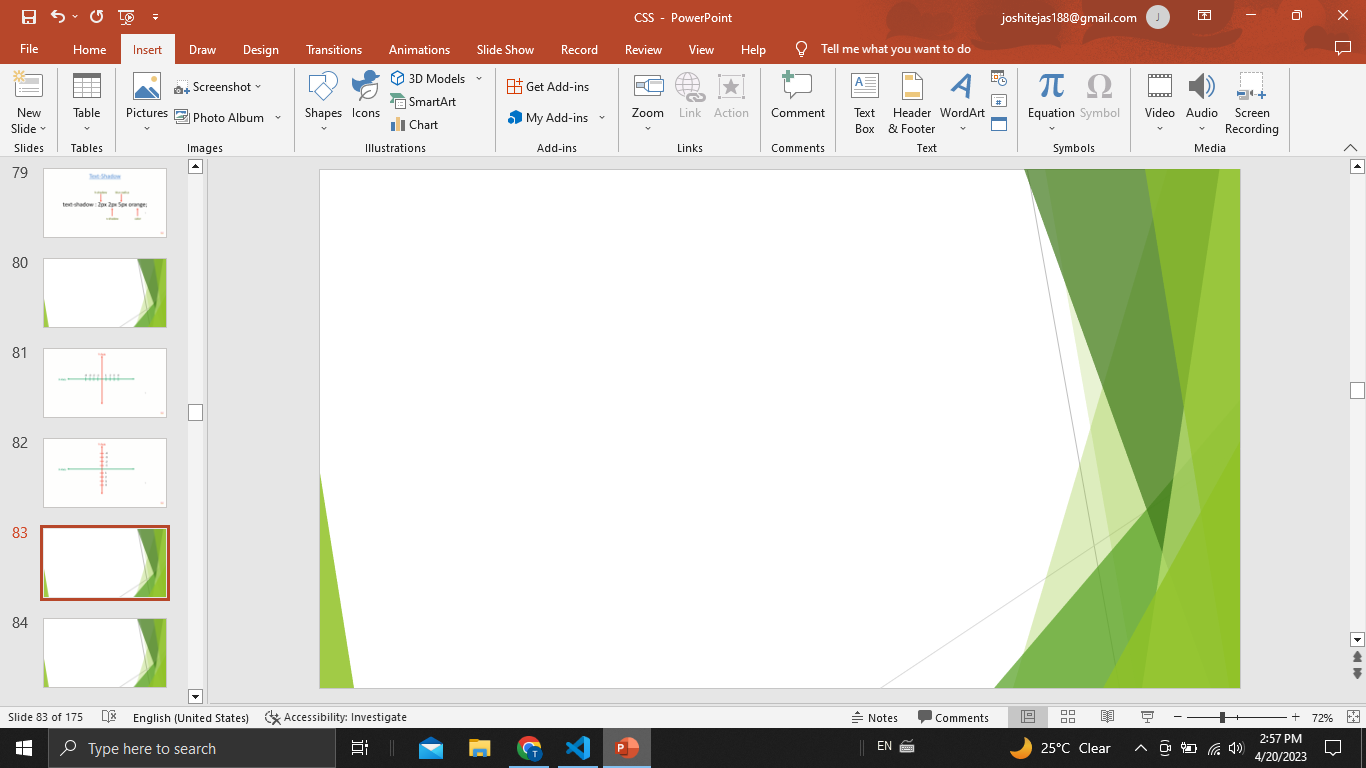 CSS - PowerPoint
joshitejas188@gmail.com
J
File
Home
Insert
Draw
Design
Transitions
Animations
Slide Show
Record
Review
View
Help
Tell me what you want to do
New Slide
Table
Pictures
Screenshot
Photo Album
Shapes
Icons
3D Models
SmartArt
Chart
Get Add-ins
My Add-ins
Zoom
Link
Action
Comment
Text Box
Header & Footer
WordArt
Equation
Symbol
Video
Audio
Screen Recording
Slides
Tables
Images
Illustrations
Add-ins
Links
Comments
Text
Symbols
Media
79
Text-Shadow
text-shadow : 2px 2px 5px orange;
80
81
82
83
84
Slide 83 of 175
English (United States)
Accessibility: Investigate
Notes
Comments
72%
Type here to search
EN
25°C Clear
2:57 PM
4/20/2023